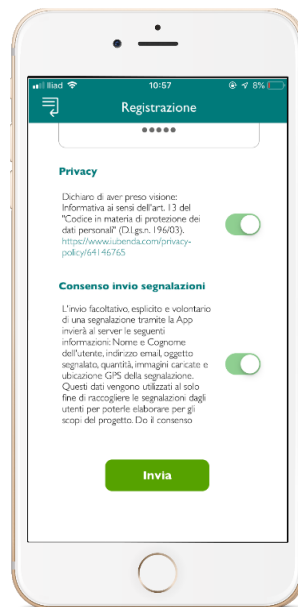 Iliad 10:57 8%
Registrazione
•••••
Privacy
Dichiaro di aver preso visione:
Informativa ai sensi dell'art. 13 del
"Codice in materia di protezione dei
dati personali" (D.lgs.n. 196/03).
https://www.iubenda.com/privacy-
policy/64146765
Consenso invio segnalazioni
L'invio facoltativo, esplicito e volontario
di una segnalazione tramite la App
invierà al server le seguenti
informazioni: Nome e Cognome
dell'utente, indirizzo email, oggetto
segnalato, quantità, immagini caricate e
ubicazione GPS della segnalazione.
Questi dati vengono utilizzati al solo
fine di raccogliere le segnalazioni dagli
utenti per poterle elaborare per gli
scopi del progetto. Do il consenso
Invia